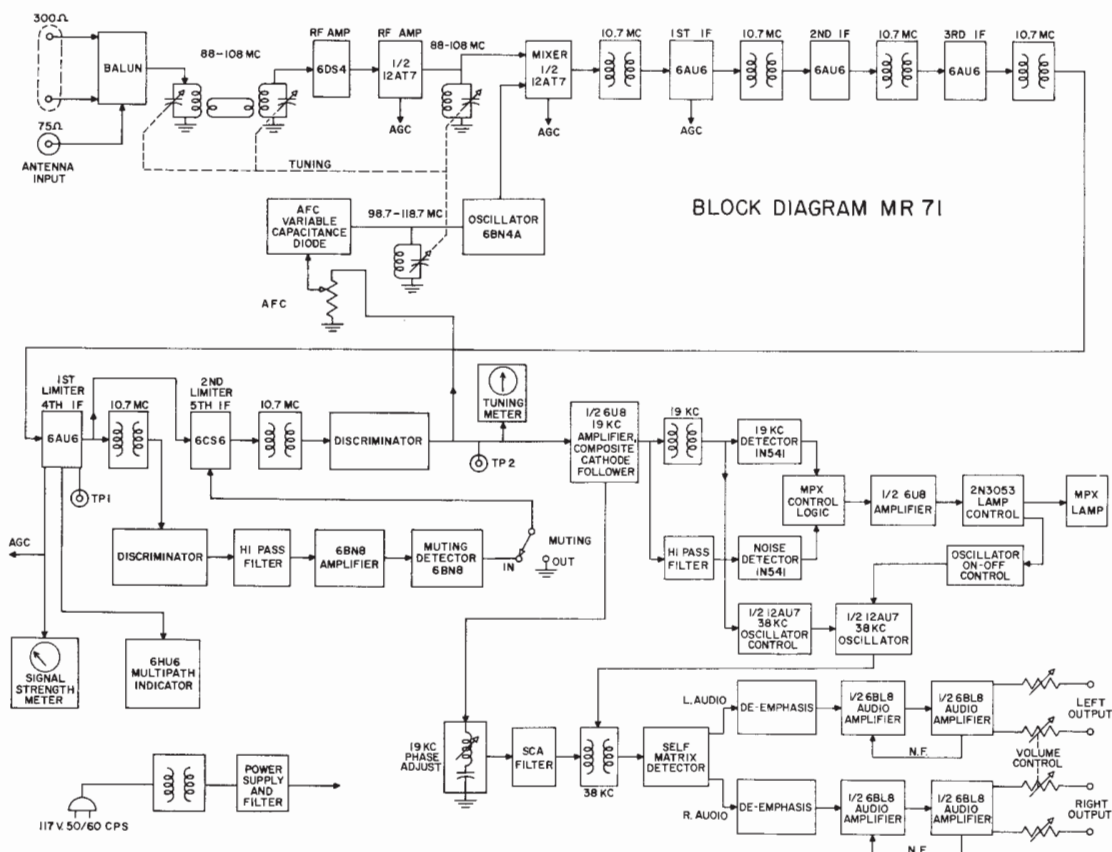 300Ω
BALUN
75Ω
ANTENNA
INPUT
88-108 MC
RF AMP
6DS4
RF AMP
1/2
12AT7
AGC
88-108 MC
MIXER
1/2
12AT7
AGC
10.7 MC
1ST IF
6AU6
AGC
10.7 MC
2ND IF
6AU6
10.7 MC
3RD IF
6AU6
10.7 MC
TUNING
AFC
VARIABLE
CAPACITANCE
DIODE
98.7-118.7 MC
OSCILLATOR
6BN4A
AFC
BLOCK DIAGRAM MR 71
1ST
LIMITER
4TH IF
6AU6
10.7 MC
TP1
2ND
LIMITER
5TH IF
6CS6
10.7 MC
DISCRIMINATOR
TUNING
METER
TP2
1/2 6U8
19 KC
AMPLIFIER,
COMPOSITE
CATHODE
FOLLOWER
19 KC
19 KC
DETECTOR
IN541
MPX
CONTROL
LOGIC
1/2 6U8
AMPLIFIER
2N3053
LAMP
CONTROL
MPX
LAMP
HI PASS
FILTER
NOISE
DETECTOR
IN541
OSCILLATOR
ON-OFF
CONTROL
AGC
DISCRIMINATOR
HI PASS
FILTER
6BN8
AMPLIFIER
MUTING
DETECTOR
6BN8
IN
MUTING
OUT
1/2 12AU7
38 KC
OSCILLATOR
CONTROL
1/2 12AU7
38 KC
OSCILLATOR
SIGNAL
STRENGTH
METER
6HU6
MULTIPATH
INDICATOR
19 KC
PHASE
ADJUST
SCA
FILTER
38 KC
SELF
MATRIX
DETECTOR
L. AUDIO
DE-EMPHASIS
1/2 6BL8
AUDIO
AMPLIFIER
1/2 6BL8
AUDIO
AMPLIFIER
N.F.
LEFT
OUTPUT
VOLUME
CONTROL
R. AUDIO
DE-EMPHASIS
1/2 6BL8
AUDIO
AMPLIFIER
1/2 6BL8
AUDIO
AMPLIFIER
N.F.
RIGHT
OUTPUT
117 V. 50/60 CPS
POWER
SUPPLY
AND
FILTER